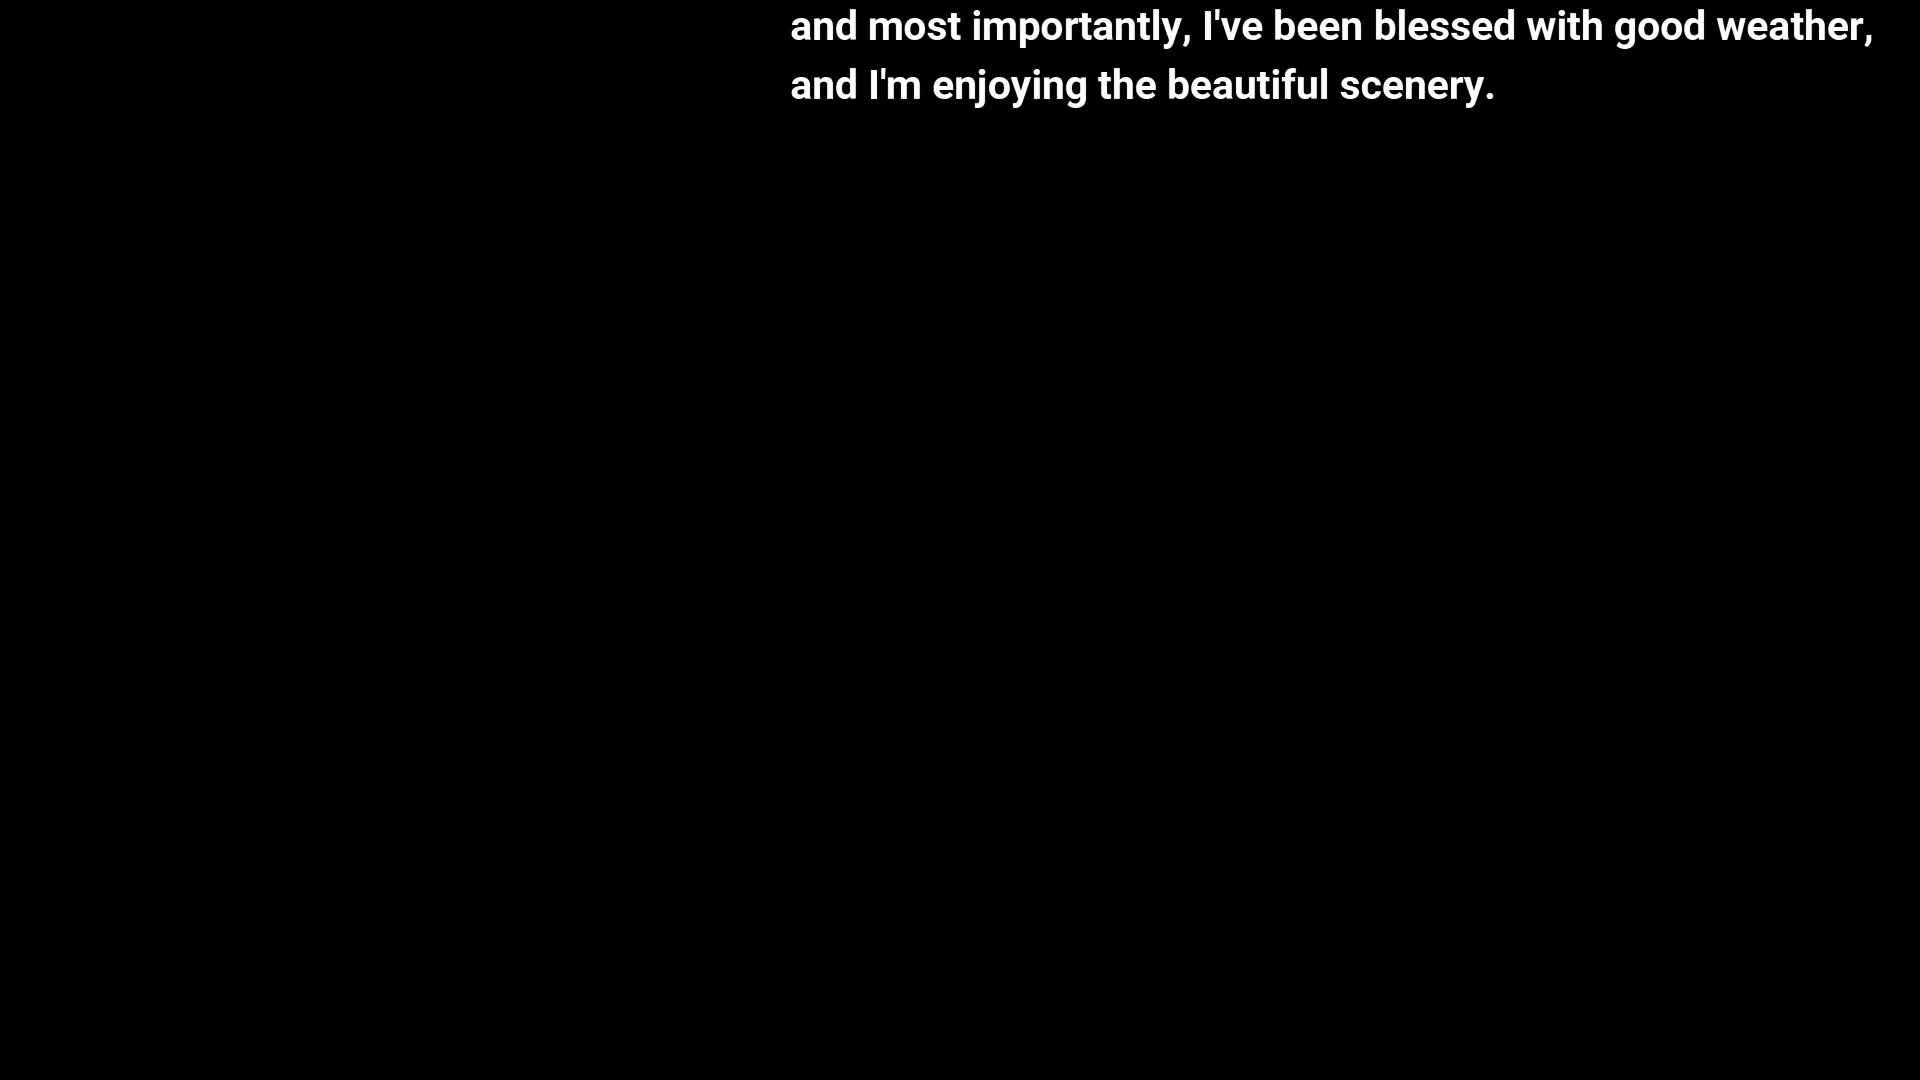 and most importantly, I've been blessed with good weather,
and I'm enjoying the beautiful scenery.